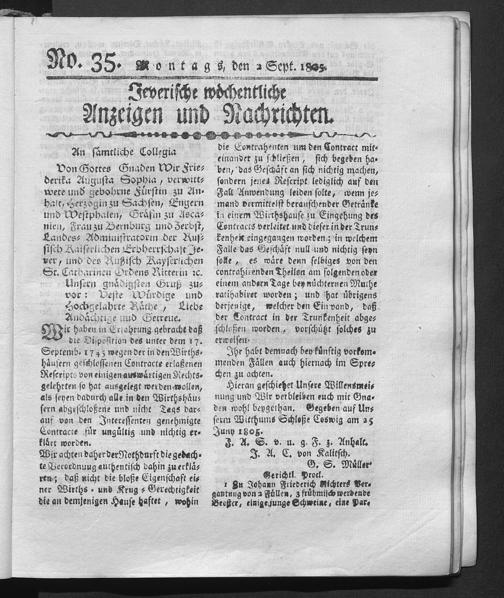 No. 35. Montags, den 2 Sept. 1805.
Jeverische wöchentliche
Anzeigen und Nachrichten.
An sämtliche Collegia
Von Gottes Gnaden Wir Frie-
derika Augusta Sophia, verwitt-
wete und gebohrne Fürstin zu An-
halt, Herzogin zu Sachsen, Engern
und Westphalen, Gräfin zu Asca-
nien, Frau zu Bernburg und Zerbst,
Landes-Administratorin der Rus-
sisch Kaiserlichen Erbherrschaft Je-
ver, und des Rußisch Kayserlichen
St. Catharinen Ordens Ritterin ꝛc.
Unsern gnädigsten Gruß zu-
vor: Veste Würdige und
Hochgelahrte Räthe, Liebe
Andächtige und Getreue.
Wir haben in Erfahrung gebracht daß
die Disposition des unter dem 17.
Septemb. 1743 wegen der in den Wirths-
häusern geschlossenen Contracte erlassenen
Rescripts von einigen auswärtigen Rechts-
gelehrten so hat ausgelegt werden wollen,
als seyen dadurch alle in den Wirthshäu-
sern abgeschloßene und nicht Tags dar-
auf von den Interessenten genehmigte
Contracte für ungültig und nichtig er-
klärt worden.
Wir achten daher der Nothdurft die gedach-
te Verordnung authentisch dahin zu erklä-
ren; daß nicht die bloße Eigenschaft ei-
ner Wirths- und Krug-Gerechtigkeit
die an demjenigen Hause haftet, wohin
die Contrahenten um den Contract mit-
einander zu schließen, sich begeben ha-
ben, das Geschäft an sich nichtig machen,
sondern jenes Rescript lediglich auf den
Fall Anwendung leiden solte, wenn je-
mand vermittelst berauschender Getränke
in einem Wirthshause zu Eingehung des
Contracts verleitet und dieser in der Trun-
kenheit eingegangen worden; in welchem
Falle das Geschäft null und nichtig seyn
solte, es wäre denn selbiges von den
contrahirenden Theilen am folgenden oder
einem andern Tage bey nüchternen Muthe
ratihabiret worden; und hat übrigens
derjenige, welcher den Einwand, daß
der Contract in der Trunkenheit abge-
schloßen worden, vorschützt solches zu
erweisen.
Ihr habt demnach bey künftig vorkom-
menden Fällen auch hiernach im Spre-
chen zu achten.
Hieran geschiehet Unsere Willensmei-
nung und Wir verbleiben euch mit Gna-
den wohl beygethan. Gegeben auf Un-
serm Witthums Schloße Coswig am 25
Juny 1805.
F. A. S. v. u. g. F. z. Anhalt.
J. A. C. von Kalitsch.
G. S. Müller
Gerichtl. Procl.
1 Zu Johann Friederich Richters Ver-
gantung von 2 Füllen, 3 frühmilch werdende
Beester, einige junge Schweine, eine Par-